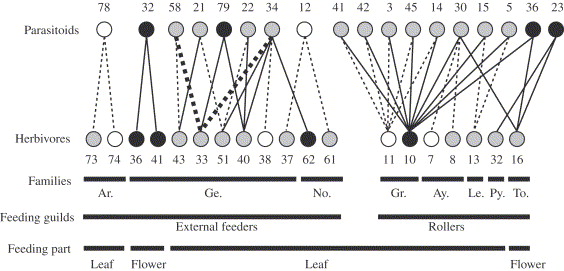 78 32 58 21 79 22 34 12 41 42 3 45 14 30 15 5 36 23
Parasitoids
Herbivores
73 74 36 41 43 33 51 40 38 37 62 61 11 10 7 8 13 32 16
Families
Ar. Ge. No. Gr. Ay. Le. Py. To.
Feeding guilds
External feeders Rollers
Feeding part
Leaf Flower Leaf Flower